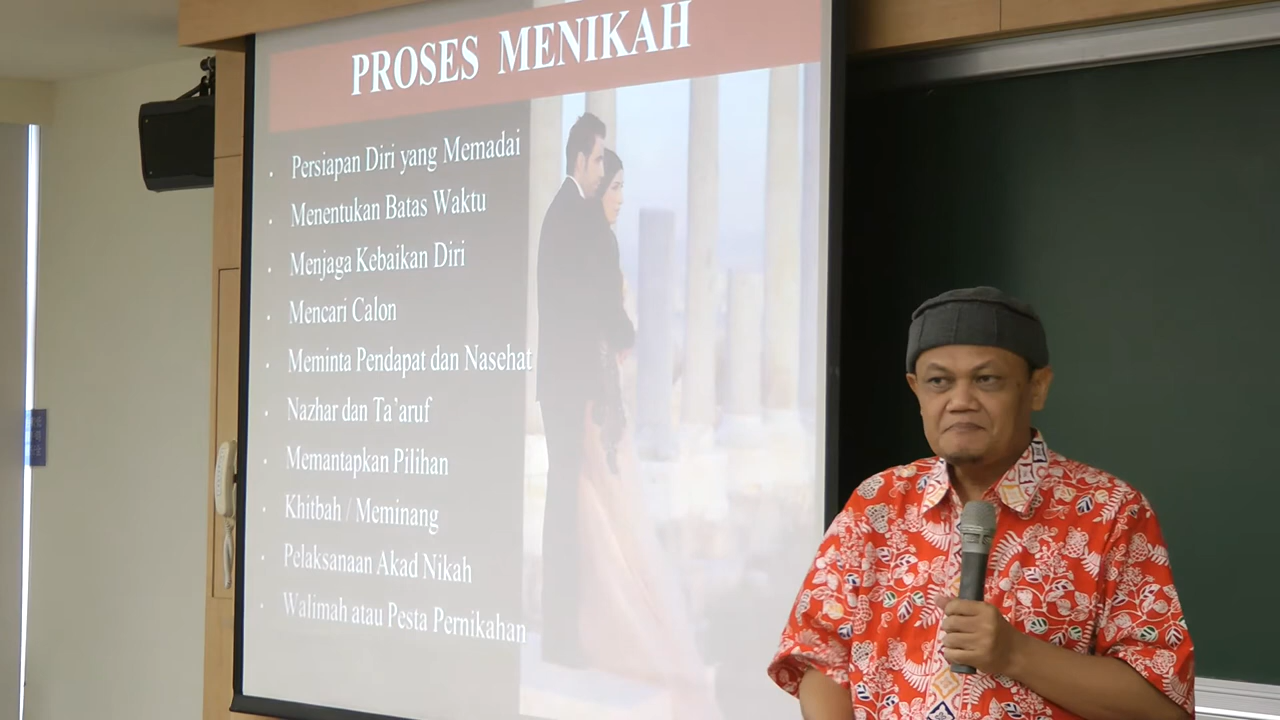 PROSES MENIKAH
Persiapan Diri yang Memadai
Menentukan Batas Waktu
Menjaga Kebaikan Diri
Mencari Calon
Meminta Pendapat dan Nasehat
Nazhar dan Ta'aruf
Memantapkan Pilihan
Khitbah / Meminang
Pelaksanaan Akad Nikah
Walimah atau Pesta Pernikahan